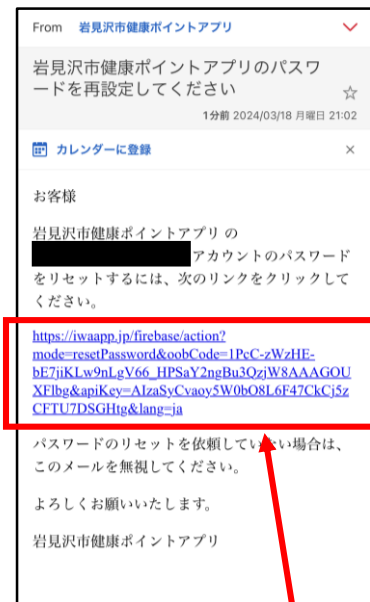 From 岩見沢市健康ポイントアプリ
岩見沢市健康ポイントアプリのパスワ
ードを再設定してください
1分前 2024/03/18 月曜日 21:02
カレンダーに登録
お客様
岩見沢市健康ポイントアプリ の
アカウントのパスワード
をリセットするには、次のリンクをクリックして
ください。
https://iwaapp.jp/firebase/action?
mode=resetPassword&oobCode=1PcC-zWzHE-
bE7jiKLw9nLgV66_HPSaY2ngBu3QzjW8AAAGOU
XFlbg&apiKey=AIzaSyCvaoy5W0bO8L6F47CkCj5z
CFTU7DSGHtg&lang=ja
パスワードのリセットを依頼していない場合は、
このメールを無視してください。
よろしくお願いいたします。
岩見沢市健康ポイントアプリ